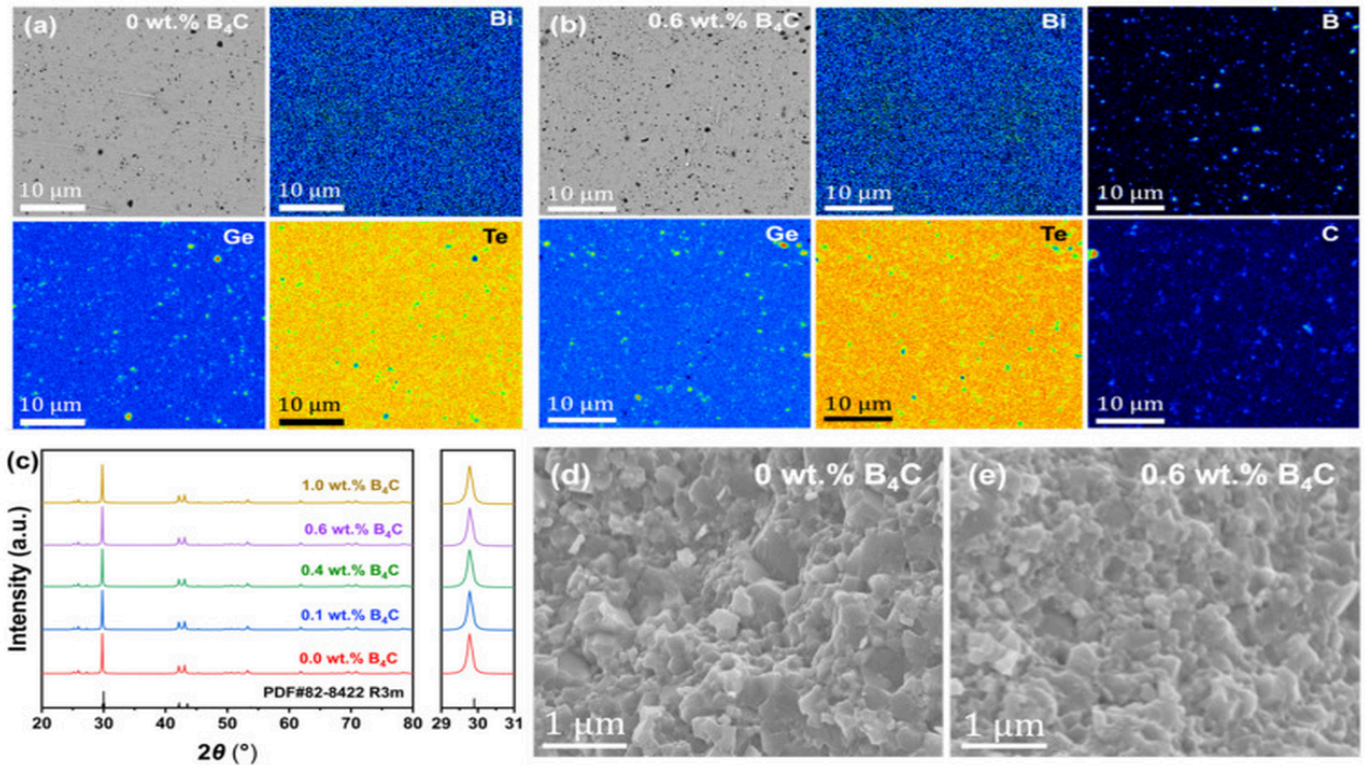 (a) 0 wt.% B₄C
10 µm
Bi
10 µm
Ge
10 µm
Te
10 µm
(b) 0.6 wt.% B₄C
10 µm
Bi
10 µm
B
10 µm
Ge
10 µm
Te
10 µm
C
10 µm
(c)
Intensity (a.u.)
1.0 wt.% B₄C
0.6 wt.% B₄C
0.4 wt.% B₄C
0.1 wt.% B₄C
0.0 wt.% B₄C
PDF#82-8422 R3m
20 30 40 50 60 70 80
2θ (°)
29 30 31
(d) 0 wt.% B₄C
1 µm
(e) 0.6 wt.% B₄C
1 µm